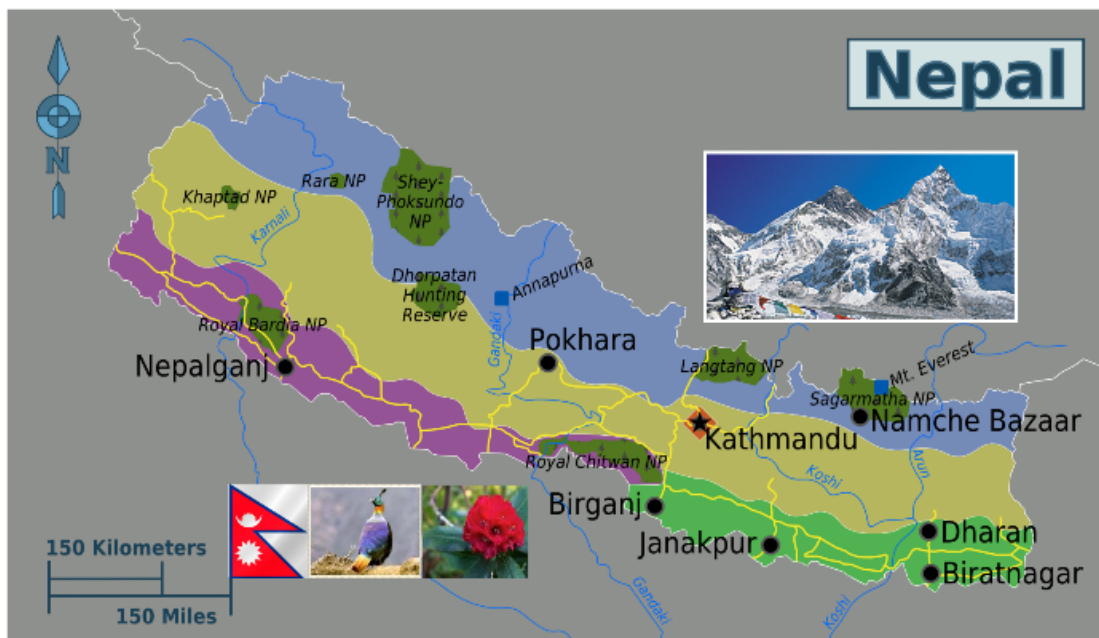 Nepal
N
Rara NP
Khaptad NP
Shey-
Phoksundo
NP
Karnali
Dhorpatan
Hunting
Reserve
Annapurna
Gandaki
Royal Bardia NP
Nepalganj
Pokhara
Langtang NP
Mt. Everest
Sagarmatha NP
Namche Bazaar
Kathmandu
Royal Chitwan NP
Koshi
Arun
Birganj
Janakpur
Dharan
Biratnagar
150 Kilometers
150 Miles
Gandaki
Koshi